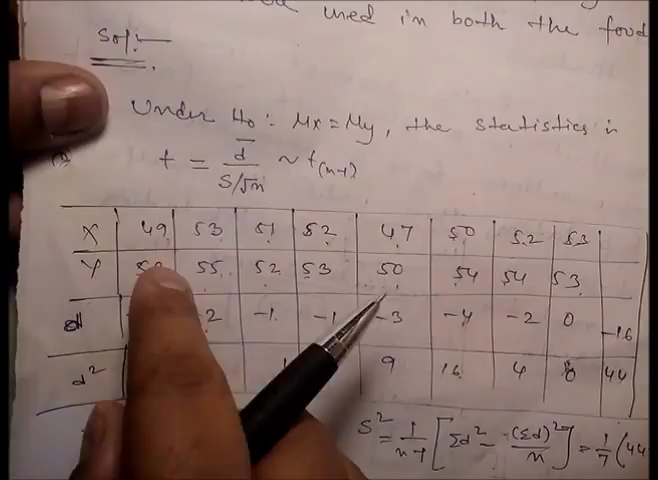 used in both the food
Sol:-
Under H₀: μx = μy, the statistics is
t = d̄ / (S/√n) ~ t(n-1)
X 49 53 51 52 47 50 52 53
Y 55 52 53 50 54 54 53
d -2 -1 -1 -3 -4 -2 0 -16
d² 1 9 16 4 0 44
S² = 1/(n-1) [Σd² - (Σd)²/n] = 1/7 (44